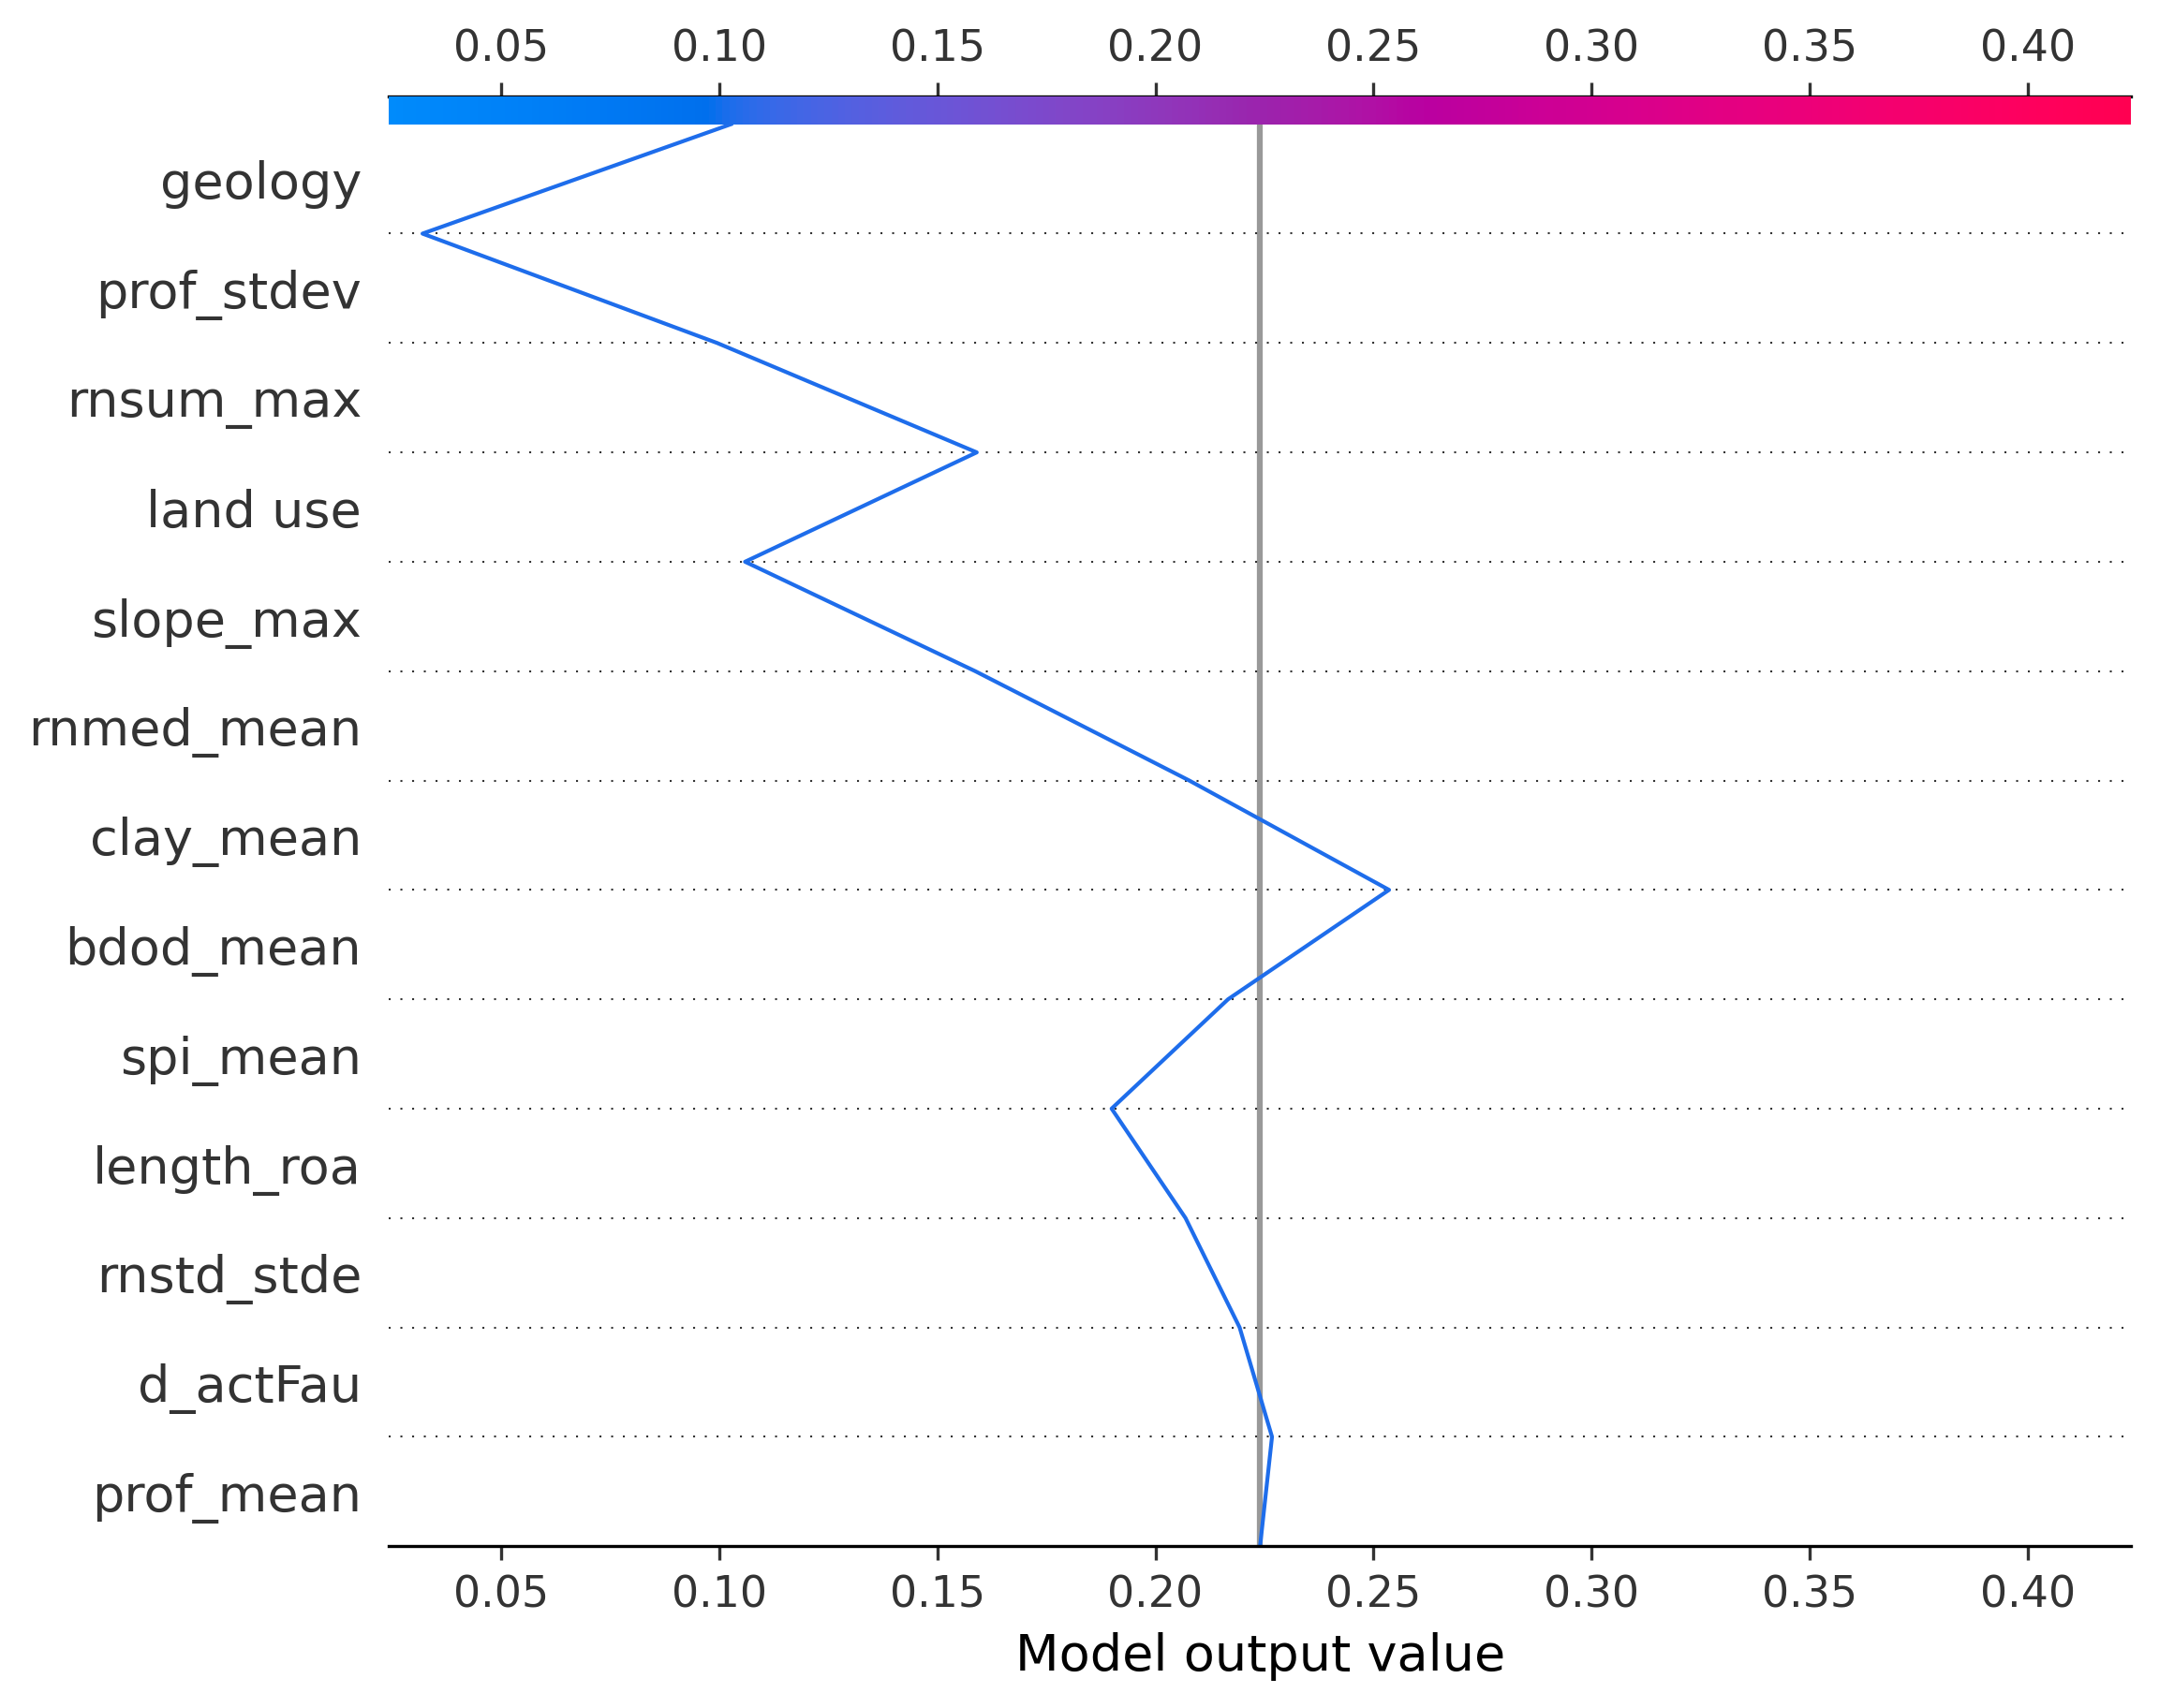 0.05 0.10 0.15 0.20 0.25 0.30 0.35 0.40
geology
prof_stdev
rnsum_max
land use
slope_max
rnmed_mean
clay_mean
bdod_mean
spi_mean
length_roa
rnstd_stde
d_actFau
prof_mean
0.05 0.10 0.15 0.20 0.25 0.30 0.35 0.40
Model output value